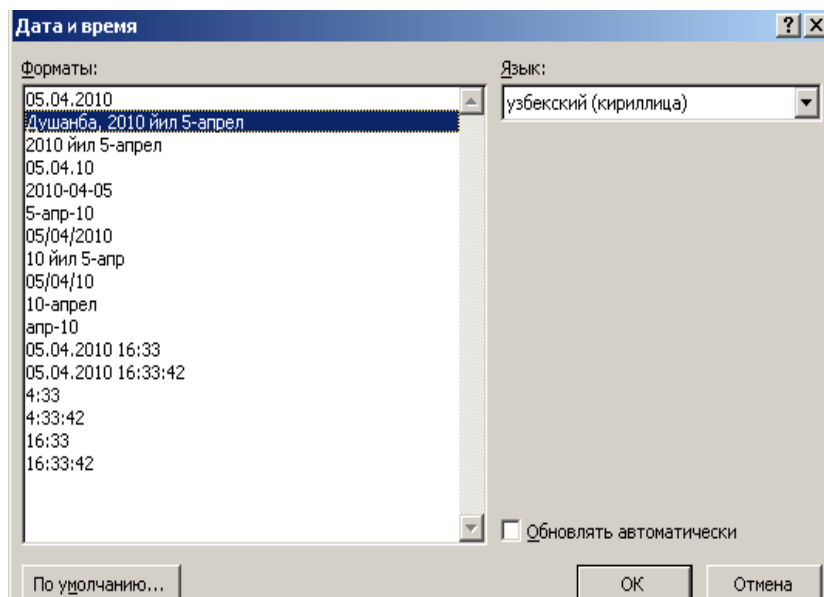 Дата и время
Форматы:
Язык:
05.04.2010
узбекский (кириллица)
Душанба, 2010 йил 5-апрел
2010 йил 5-апрел
05.04.10
2010-04-05
5-апр-10
05/04/2010
10 йил 5-апр
05/04/10
10-апрел
апр-10
05.04.2010 16:33
05.04.2010 16:33:42
4:33
4:33:42
16:33
16:33:42
Обновлять автоматически
По умолчанию...
ОК
Отмена